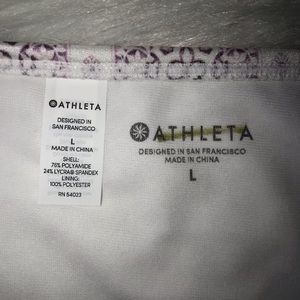 ATHLETA
DESIGNED IN
SAN FRANCISCO
L
MADE IN CHINA
SHELL:
76% POLYAMIDE
24% LYCRA® SPANDEX
LINING:
100% POLYESTER
RN 54023
ATHLETA
DESIGNED IN SAN FRANCISCO
MADE IN CHINA
L